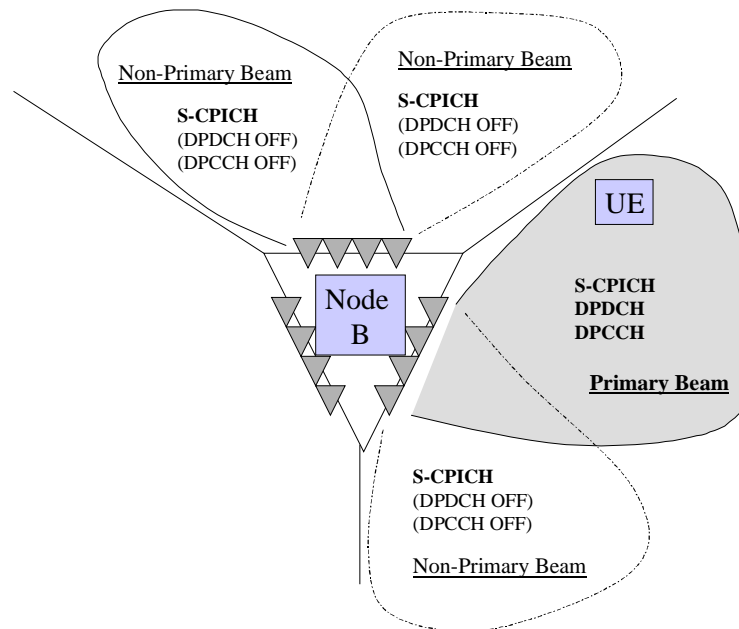 Non-Primary Beam
S-CPICH
(DPDCH OFF)
(DPCCH OFF)
Non-Primary Beam
S-CPICH
(DPDCH OFF)
(DPCCH OFF)
UE
S-CPICH
DPDCH
DPCCH
Primary Beam
Node
B
S-CPICH
(DPDCH OFF)
(DPCCH OFF)
Non-Primary Beam